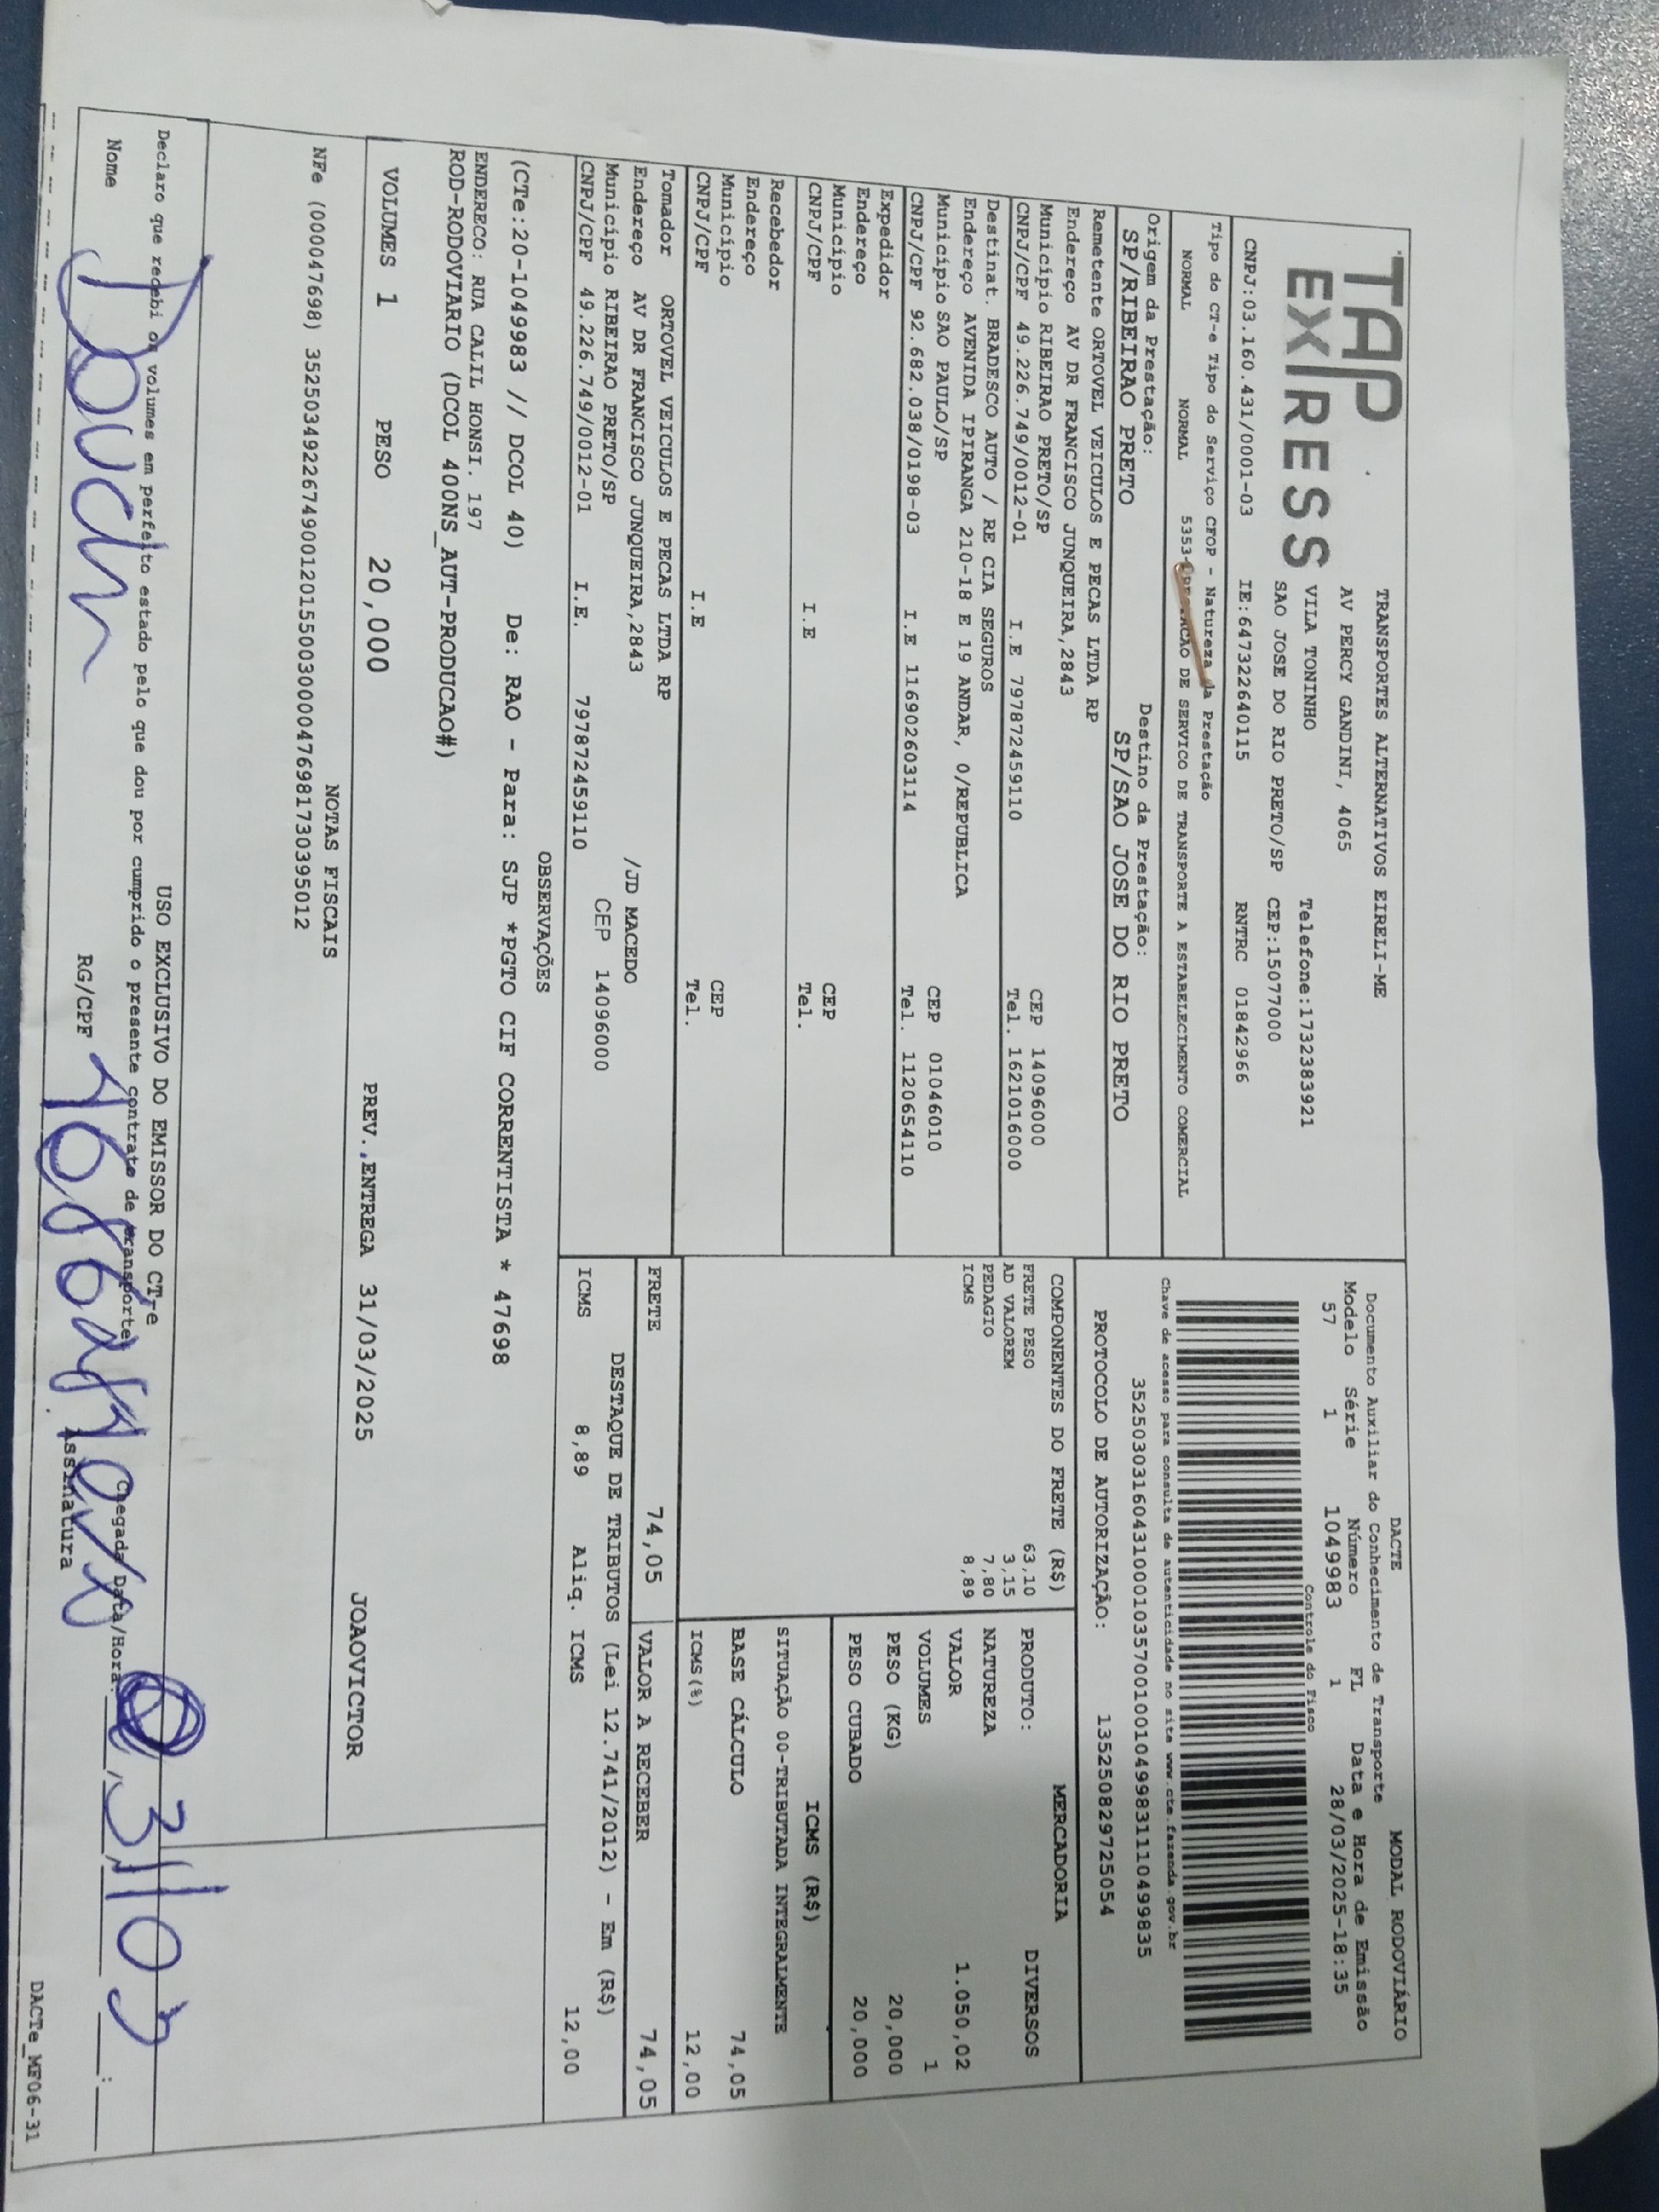 TAP EXPRESS
TRANSPORTES ALTERNATIVOS EIRELI-ME
AV PERCY GANDINI, 4065
VILA TONINHO Telefone:1732383921
SAO JOSE DO RIO PRETO/SP CEP:15077000
CNPJ:03.160.431/0001-03 IE:647322640115 RNTRC 01842966
Tipo do CT-e Tipo do Serviço CFOP - Natureza da Prestação
NORMAL NORMAL 5353- DE SERVICO DE TRANSPORTE A ESTABELECIMENTO COMERCIAL
Origem da Prestação: Destino da Prestação:
SP/RIBEIRAO PRETO SP/SAO JOSE DO RIO PRETO
Remetente ORTOVEL VEICULOS E PECAS LTDA RP
Endereço AV DR FRANCISCO JUNQUEIRA,2843
Município RIBEIRAO PRETO/SP CEP 14096000
CNPJ/CPF 49.226.749/0012-01 I.E 797872459110 Tel. 1621016000
Destinat. BRADESCO AUTO / RE CIA SEGUROS
Endereço AVENIDA IPIRANGA 210-18 E 19 ANDAR, 0/REPUBLICA
Município SAO PAULO/SP CEP 01046010
CNPJ/CPF 92.682.038/0198-03 I.E 116902603114 Tel. 1120654110
Expedidor
Endereço
Município CEP
CNPJ/CPF I.E Tel.
Recebedor
Endereço
Município CEP
CNPJ/CPF I.E Tel.
Tomador ORTOVEL VEICULOS E PECAS LTDA RP
Endereço AV DR FRANCISCO JUNQUEIRA,2843 /JD MACEDO
Município RIBEIRAO PRETO/SP CEP 14096000
CNPJ/CPF 49.226.749/0012-01 I.E. 797872459110
DACTE MODAL RODOVIÁRIO
Documento Auxiliar do Conhecimento de Transporte
Modelo Série Número FL Data e Hora de Emissão
57 1 1049983 1 28/03/2025-18:35
Controle do Fisco
Chave de acesso para consulta de autenticidade no site www.cte.fazenda.gov.br
35250303160431000103570010010499831110499835
PROTOCOLO DE AUTORIZAÇÃO: 135250829725054
COMPONENTES DO FRETE (R$)
FRETE PESO 63,10
AD VALOREM 3,15
PEDAGIO 7,80
ICMS 8,89
MERCADORIA
PRODUTO: DIVERSOS
NATUREZA
VALOR 1.050,02
VOLUMES 1
PESO (KG) 20,000
PESO CUBADO 20,000
ICMS (R$)
SITUAÇÃO 00-TRIBUTADA INTEGRALMENTE
BASE CÁLCULO 74,05
ICMS(%) 12,00
FRETE 74,05 VALOR A RECEBER 74,05
DESTAQUE DE TRIBUTOS (Lei 12.741/2012) - Em (R$)
ICMS 8,89 Aliq. ICMS 12,00
OBSERVAÇÕES
(CTe:20-1049983 // DCOL 40) De: RAO - Para: SJP *PGTO CIF CORRENTISTA * 47698
ENDERECO: RUA CALIL HONSI. 197
ROD-RODOVIARIO (DCOL 400NS_AUT-PRODUCAO#)
VOLUMES 1 PESO 20,000 PREV. ENTREGA 31/03/2025 JOAOVICTOR
NOTAS FISCAIS
NFe (000047698) 35250349226749001201550030000476981730395012
USO EXCLUSIVO DO EMISSOR DO CT-e
Declaro que recebi os volumes em perfeito estado pelo que dou por cumprido o presente contrato de transporte
Chegada Data/Hora: 31/03
Nome RG/CPF Assinatura
DACTe_MF06-31